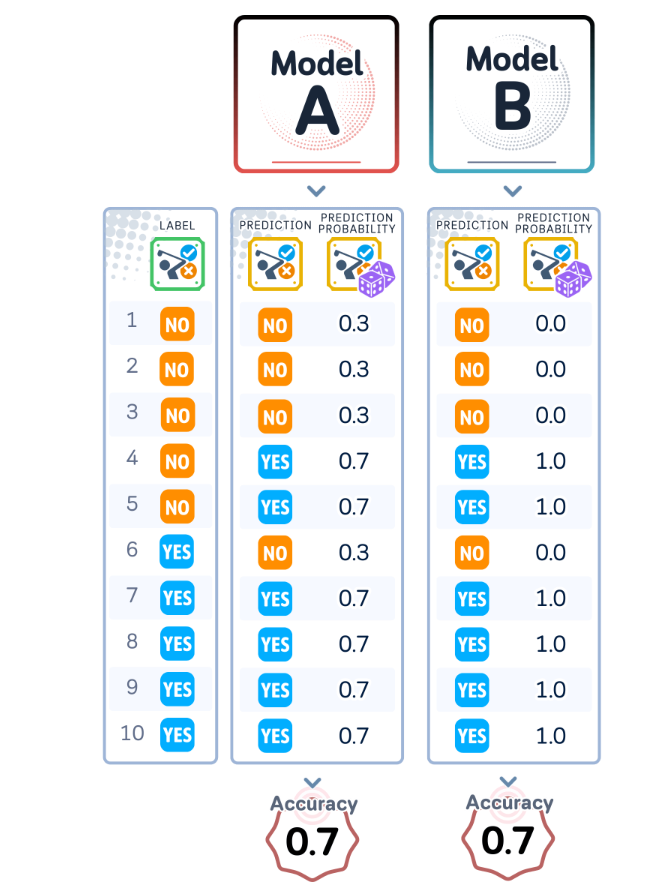 Model
A
Model
B
LABEL
PREDICTION
PREDICTION
PROBABILITY
PREDICTION
PREDICTION
PROBABILITY
1 NO NO 0.3 NO 0.0
2 NO NO 0.3 NO 0.0
3 NO NO 0.3 NO 0.0
4 NO YES 0.7 YES 1.0
5 NO YES 0.7 YES 1.0
6 YES NO 0.3 NO 0.0
7 YES YES 0.7 YES 1.0
8 YES YES 0.7 YES 1.0
9 YES YES 0.7 YES 1.0
10 YES YES 0.7 YES 1.0
Accuracy
0.7
Accuracy
0.7